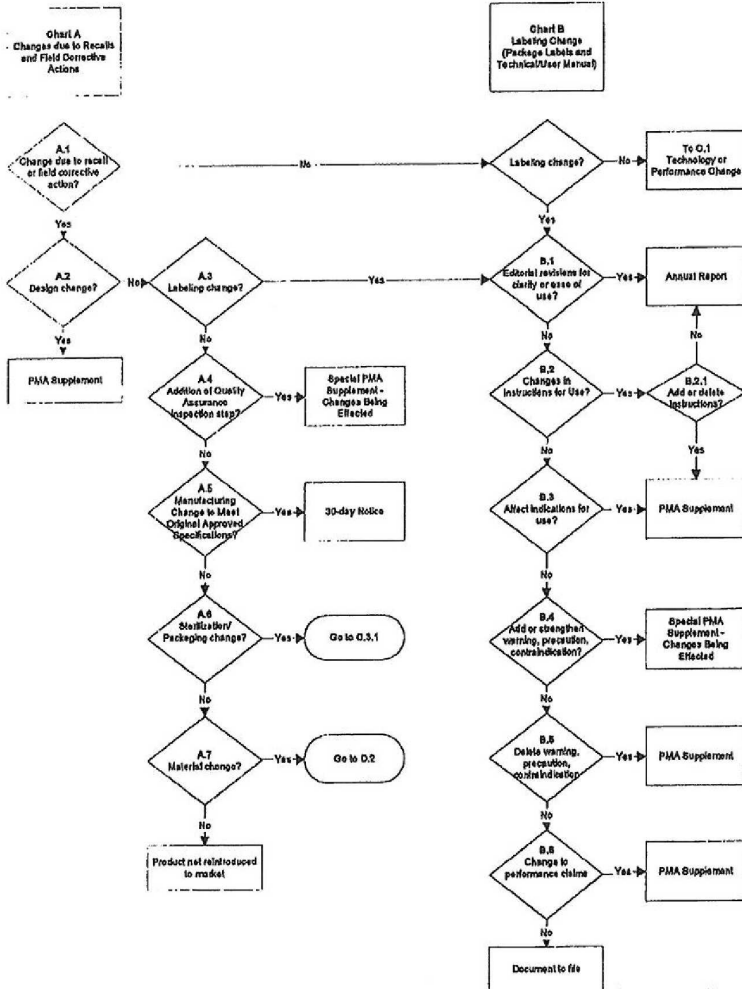 Chart A
Changes due to Recalls
and Field Corrective
Actions
Chart B
Labeling Change
(Package Labels and
Technical/User Manual)
A.1
Change due to recall
or field corrective
action?
No
Labeling change?
No
To C.1
Technology or
Performance Change
Yes
Yes
A.2
Design change?
No
A.3
Labeling change?
Yes
B.1
Editorial revisions for
clarity or ease of
use?
Yes
Annual Report
Yes
No
No
No
PMA Supplement
A.4
Addition of Quality
Assurance
Inspection step?
Yes
Special PMA
Supplement -
Changes Being
Effected
B.2
Changes in
Instructions for Use?
Yes
B.2.1
Add or delete
Instructions?
No
No
Yes
A.5
Manufacturing
Change to Meet
Original Approved
Specifications?
Yes
30-day Notice
B.3
Affect indications for
use?
Yes
PMA Supplement
No
No
A.6
Sterilization/
Packaging change?
Yes
Go to C.3.1
B.4
Add or strengthen
warning, precaution,
contraindication?
Yes
Special PMA
Supplement -
Changes Being
Effected
No
No
A.7
Material change?
Yes
Go to D.2
B.5
Delete warning,
precaution,
contraindication
Yes
PMA Supplement
No
No
Product not reintroduced
to market
B.6
Change to
performance claims
Yes
PMA Supplement
No
Document to file